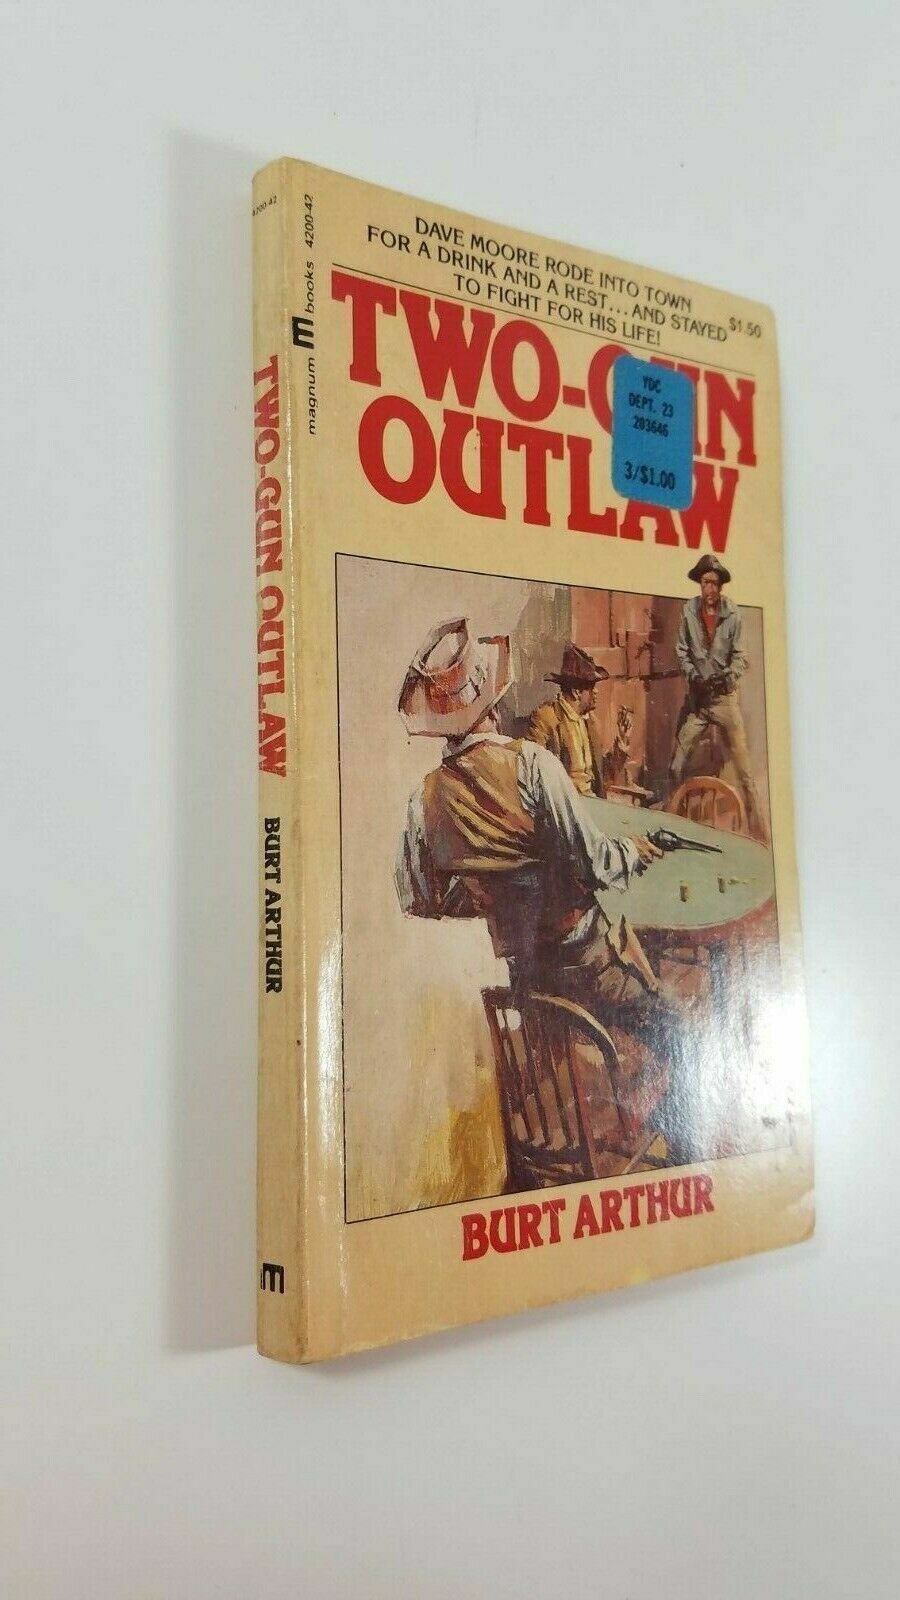 4200-42
TWO-GUN OUTLAW
BURT ARTHUR
m
magnum m books 4200-42
DAVE MOORE RODE INTO TOWN
FOR A DRINK AND A REST... AND STAYED
TO FIGHT FOR HIS LIFE!
$1.50
TWO-GUN
OUTLAW
YDC
DEPT. 23
203646
3/$1.00
BURT ARTHUR